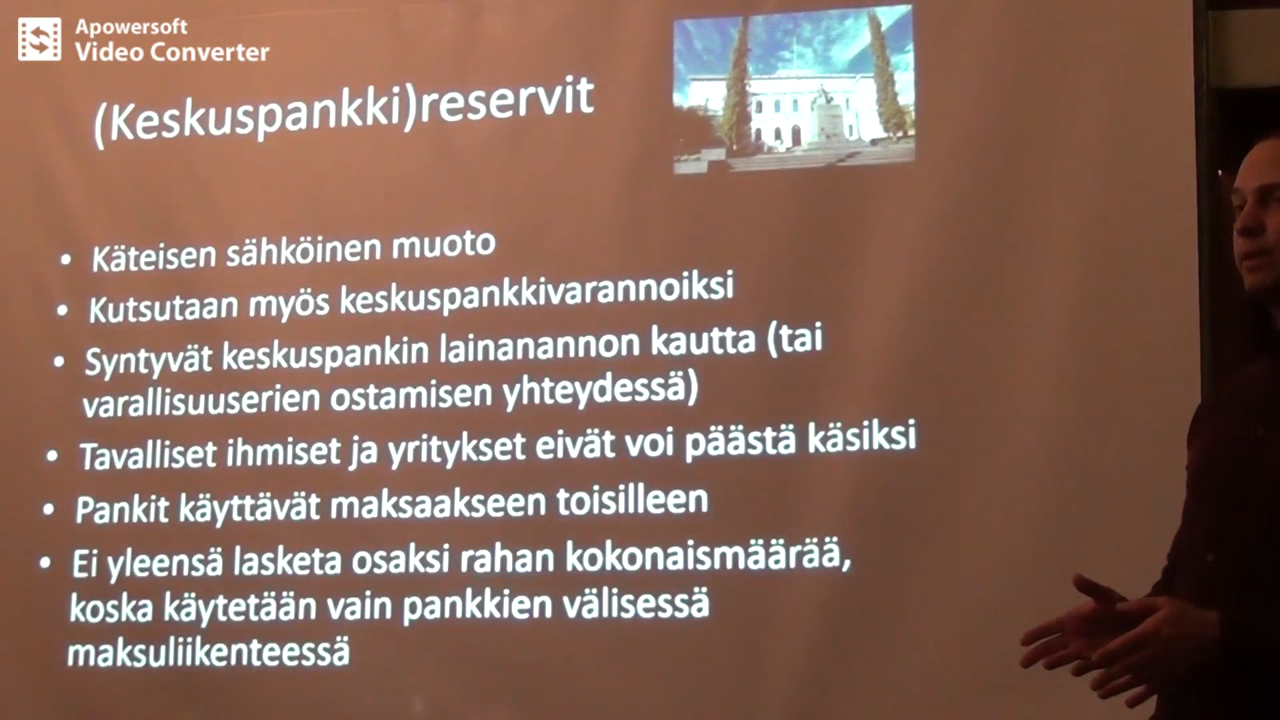 Apowersoft
Video Converter
(Keskuspankki)reservit
• Käteisen sähköinen muoto
• Kutsutaan myös keskuspankkivarannoiksi
• Syntyvät keskuspankin lainanannon kautta (tai
varallisuuserien ostamisen yhteydessä)
• Tavalliset ihmiset ja yritykset eivät voi päästä käsiksi
• Pankit käyttävät maksaakseen toisilleen
• Ei yleensä lasketa osaksi rahan kokonaismäärää,
koska käytetään vain pankkien välisessä
maksuliikenteessä